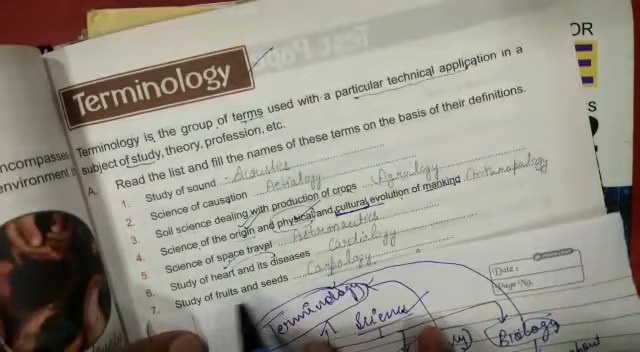 Terminology
Terminology is the group of terms used with a particular technical application in a
subject of study, theory, profession, etc.
A. Read the list and fill the names of these terms on the basis of their definitions.
1. Study of sound Acoustics
2. Science of causation Aetiology
3. Soil science dealing with production of crops Agrology
4. Science of the origin and physical and cultural evolution of mankind Anthropology
5. Science of space travel Astronautics
6. Study of heart and its diseases Cardiology
7. Study of fruits and seeds Carpology
ncompasses
environment
OR
E
S
Date:
Page No.
Terminology
Science
Biology